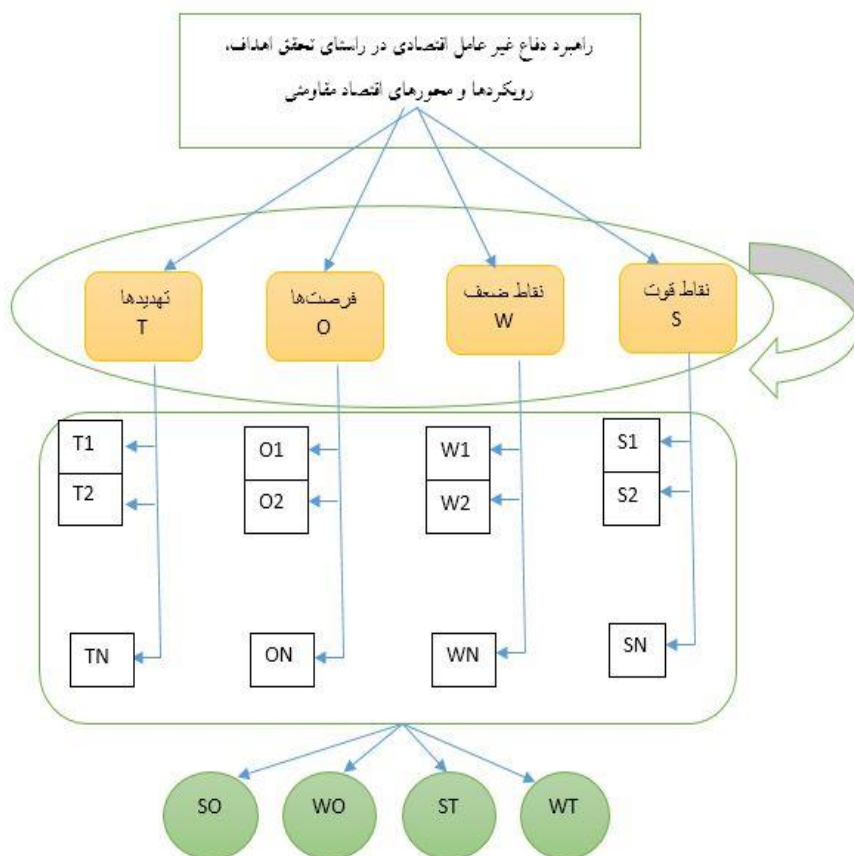 راهبرد دفاع غیر عامل اقتصادی در راستای تحقق اهداف،
رویکردها و محورهای اقتصاد مقاومتی
نقاط قوت
S
نقاط ضعف
W
فرصت‌ها
O
تهدیدها
T
S1
S2
SN
W1
W2
WN
O1
O2
ON
T1
T2
TN
SO
WO
ST
WT